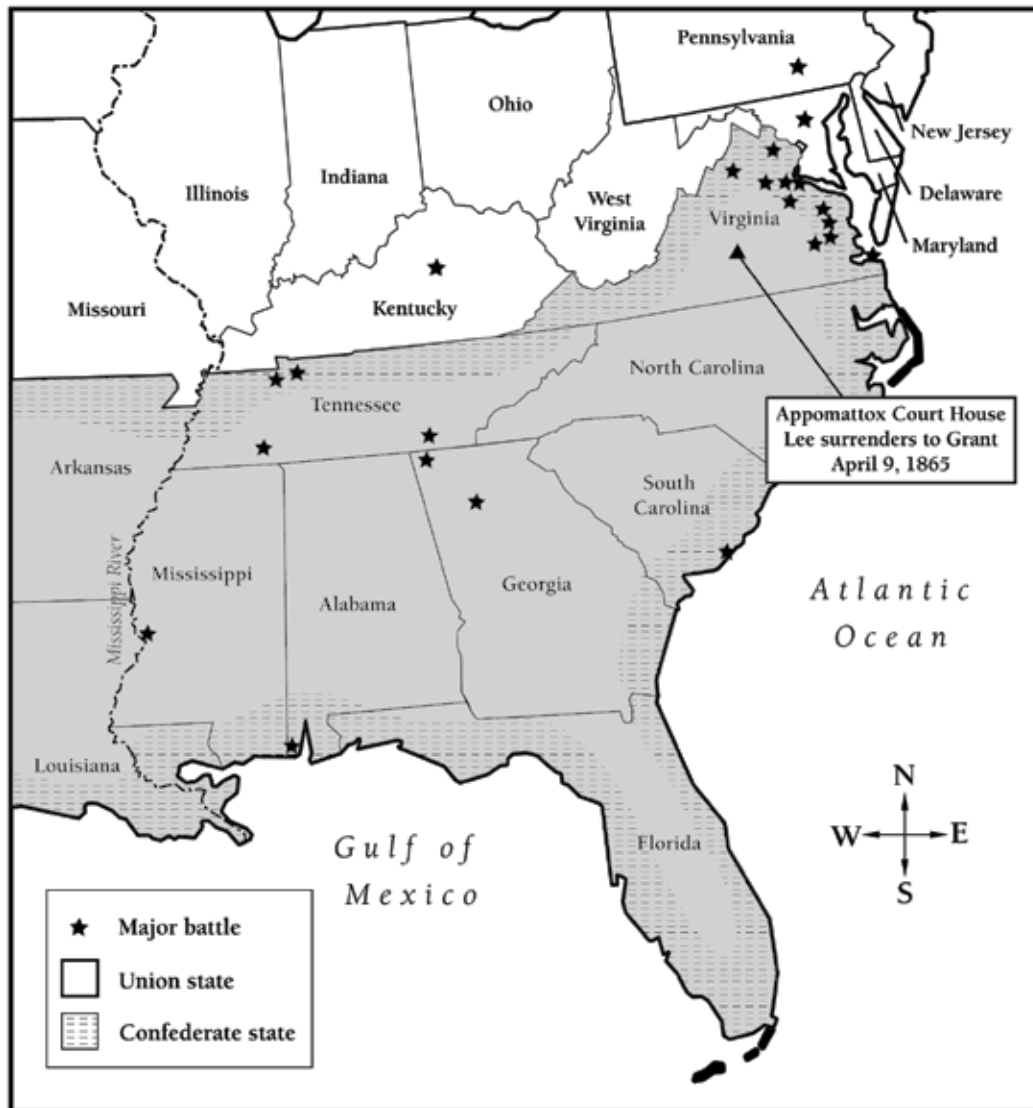 Pennsylvania
Ohio
New Jersey
Indiana
Illinois
West
Virginia
Delaware
Virginia
Maryland
Missouri
Kentucky
North Carolina
Tennessee
Appomattox Court House
Lee surrenders to Grant
April 9, 1865
Arkansas
South
Carolina
Mississippi River
Mississippi
Alabama
Georgia
Atlantic
Ocean
Louisiana
N
W
E
S
Florida
Gulf of
Mexico
Major battle
Union state
Confederate state